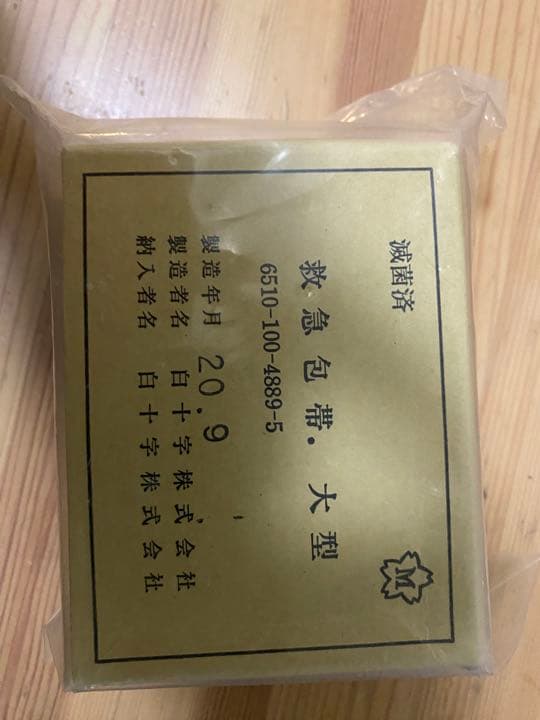 滅菌済
M
救急包帯．大型
6510-100-4889-5
製造年月 20.9
製造者名 白十字株式会社
納入者名 白十字株式会社